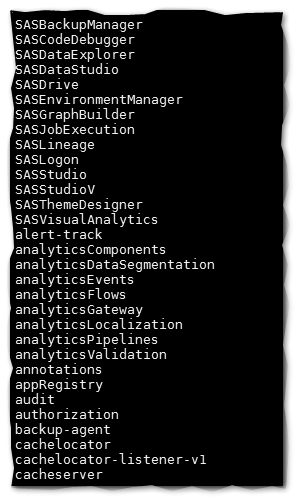 SASBackupManager
SASCodeDebugger
SASDataExplorer
SASDataStudio
SASDrive
SASEnvironmentManager
SASGraphBuilder
SASJobExecution
SASLineage
SASLogon
SASStudio
SASStudioV
SASThemeDesigner
SASVisualAnalytics
alert-track
analyticsComponents
analyticsDataSegmentation
analyticsEvents
analyticsFlows
analyticsGateway
analyticsLocalization
analyticsPipelines
analyticsValidation
annotations
appRegistry
audit
authorization
backup-agent
cachelocator
cachelocator-listener-v1
cacheserver